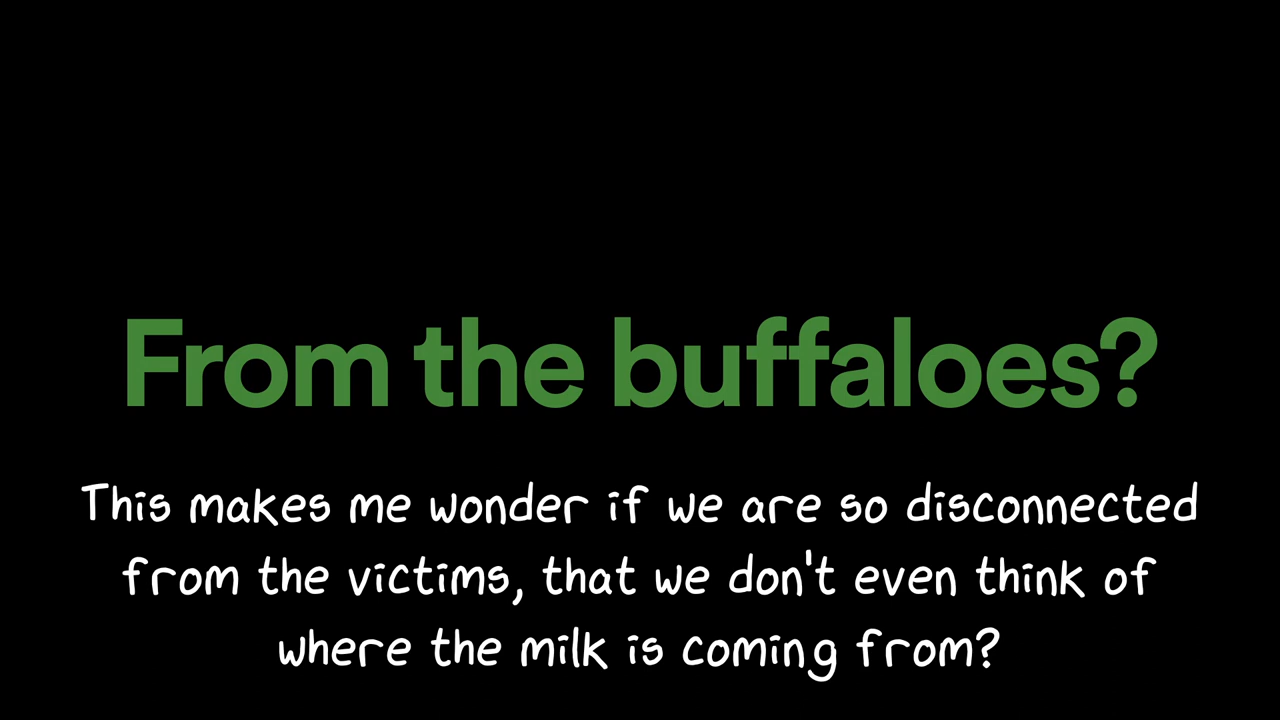 From the buffaloes?
This makes me wonder if we are so disconnected
from the victims, that we don't even think of
where the milk is coming from?